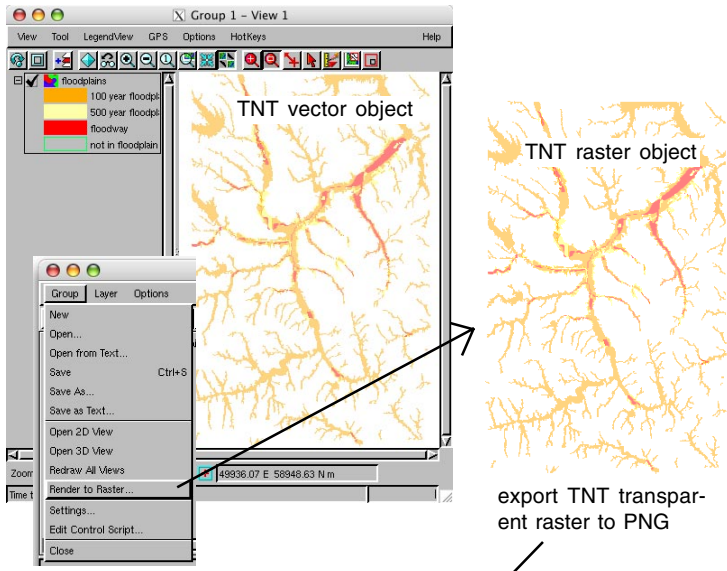 Group 1 - View 1
View Tool LegendView GPS Options HotKeys Help
floodplains
100 year floodpl
500 year floodpl
floodway
not in floodplain
TNT vector object
TNT raster object
Group Layer Options
New
Open...
Open from Text...
Save Ctrl+S
Save As...
Save as Text...
Open 2D View
Open 3D View
Redraw All Views
Render to Raster...
Settings...
Edit Control Script...
Close
Zoom
49936.07 E 58948.63 N m
Time t
export TNT transpar-
ent raster to PNG